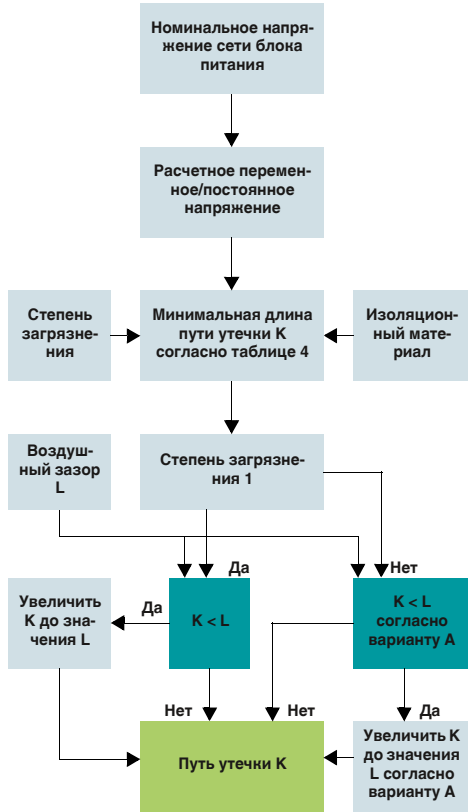 Номинальное напря-
жение сети блока
питания
Расчетное перемен-
ное/постоянное
напряжение
Степень
загрязне-
ния
Минимальная длина
пути утечки K
согласно таблице 4
Изоляцион-
ный мате-
риал
Воздуш-
ный зазор
L
Степень загрязне-
ния 1
Да
Нет
Увеличить
K до зна-
чения L
Да
K < L
K < L
согласно
варианту A
Нет
Нет
Да
Путь утечки K
Увеличить K
до значения
L согласно
варианту A